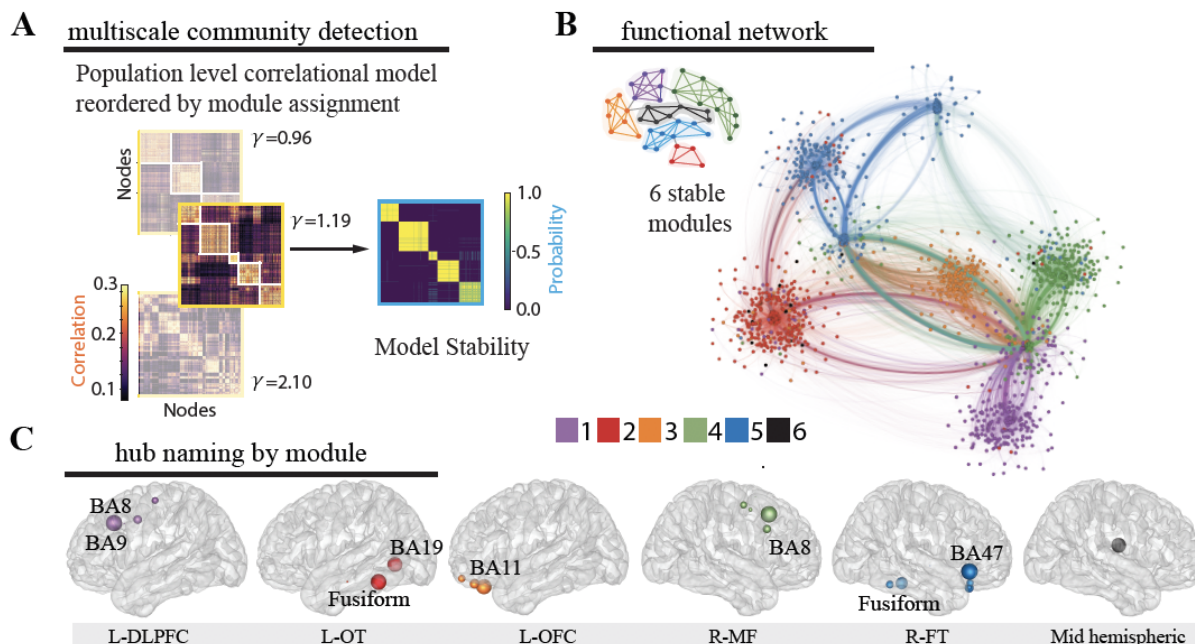 A
multiscale community detection
Population level correlational model
reordered by module assignment
γ=0.96
Nodes
γ=1.19
Correlation
0.3
0.2
0.1
γ=2.10
Nodes
1.0
-0.5
0.0
Probability
Model Stability
B
functional network
6 stable
modules
1 2 3 4 5 6
C
hub naming by module
BA8
BA9
BA19
Fusiform
BA11
BA8
BA47
Fusiform
L-DLPFC
L-OT
L-OFC
R-MF
R-FT
Mid hemispheric